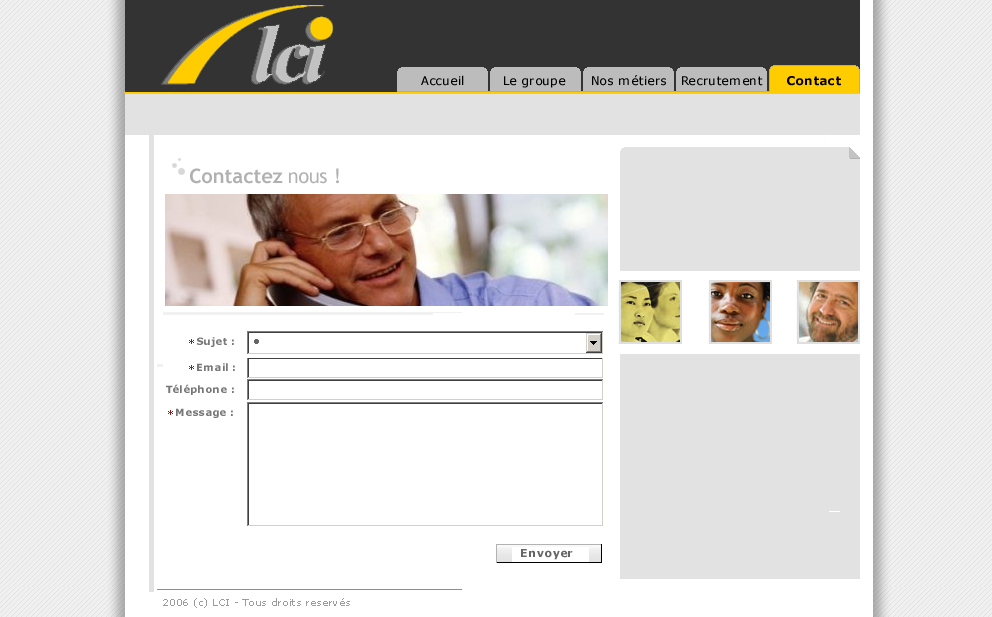 lci
Accueil
Le groupe
Nos métiers
Recrutement
Contact
Contactez nous !
*Sujet :
*Email :
Téléphone :
*Message :
Envoyer
2006 (c) LCI - Tous droits reservés